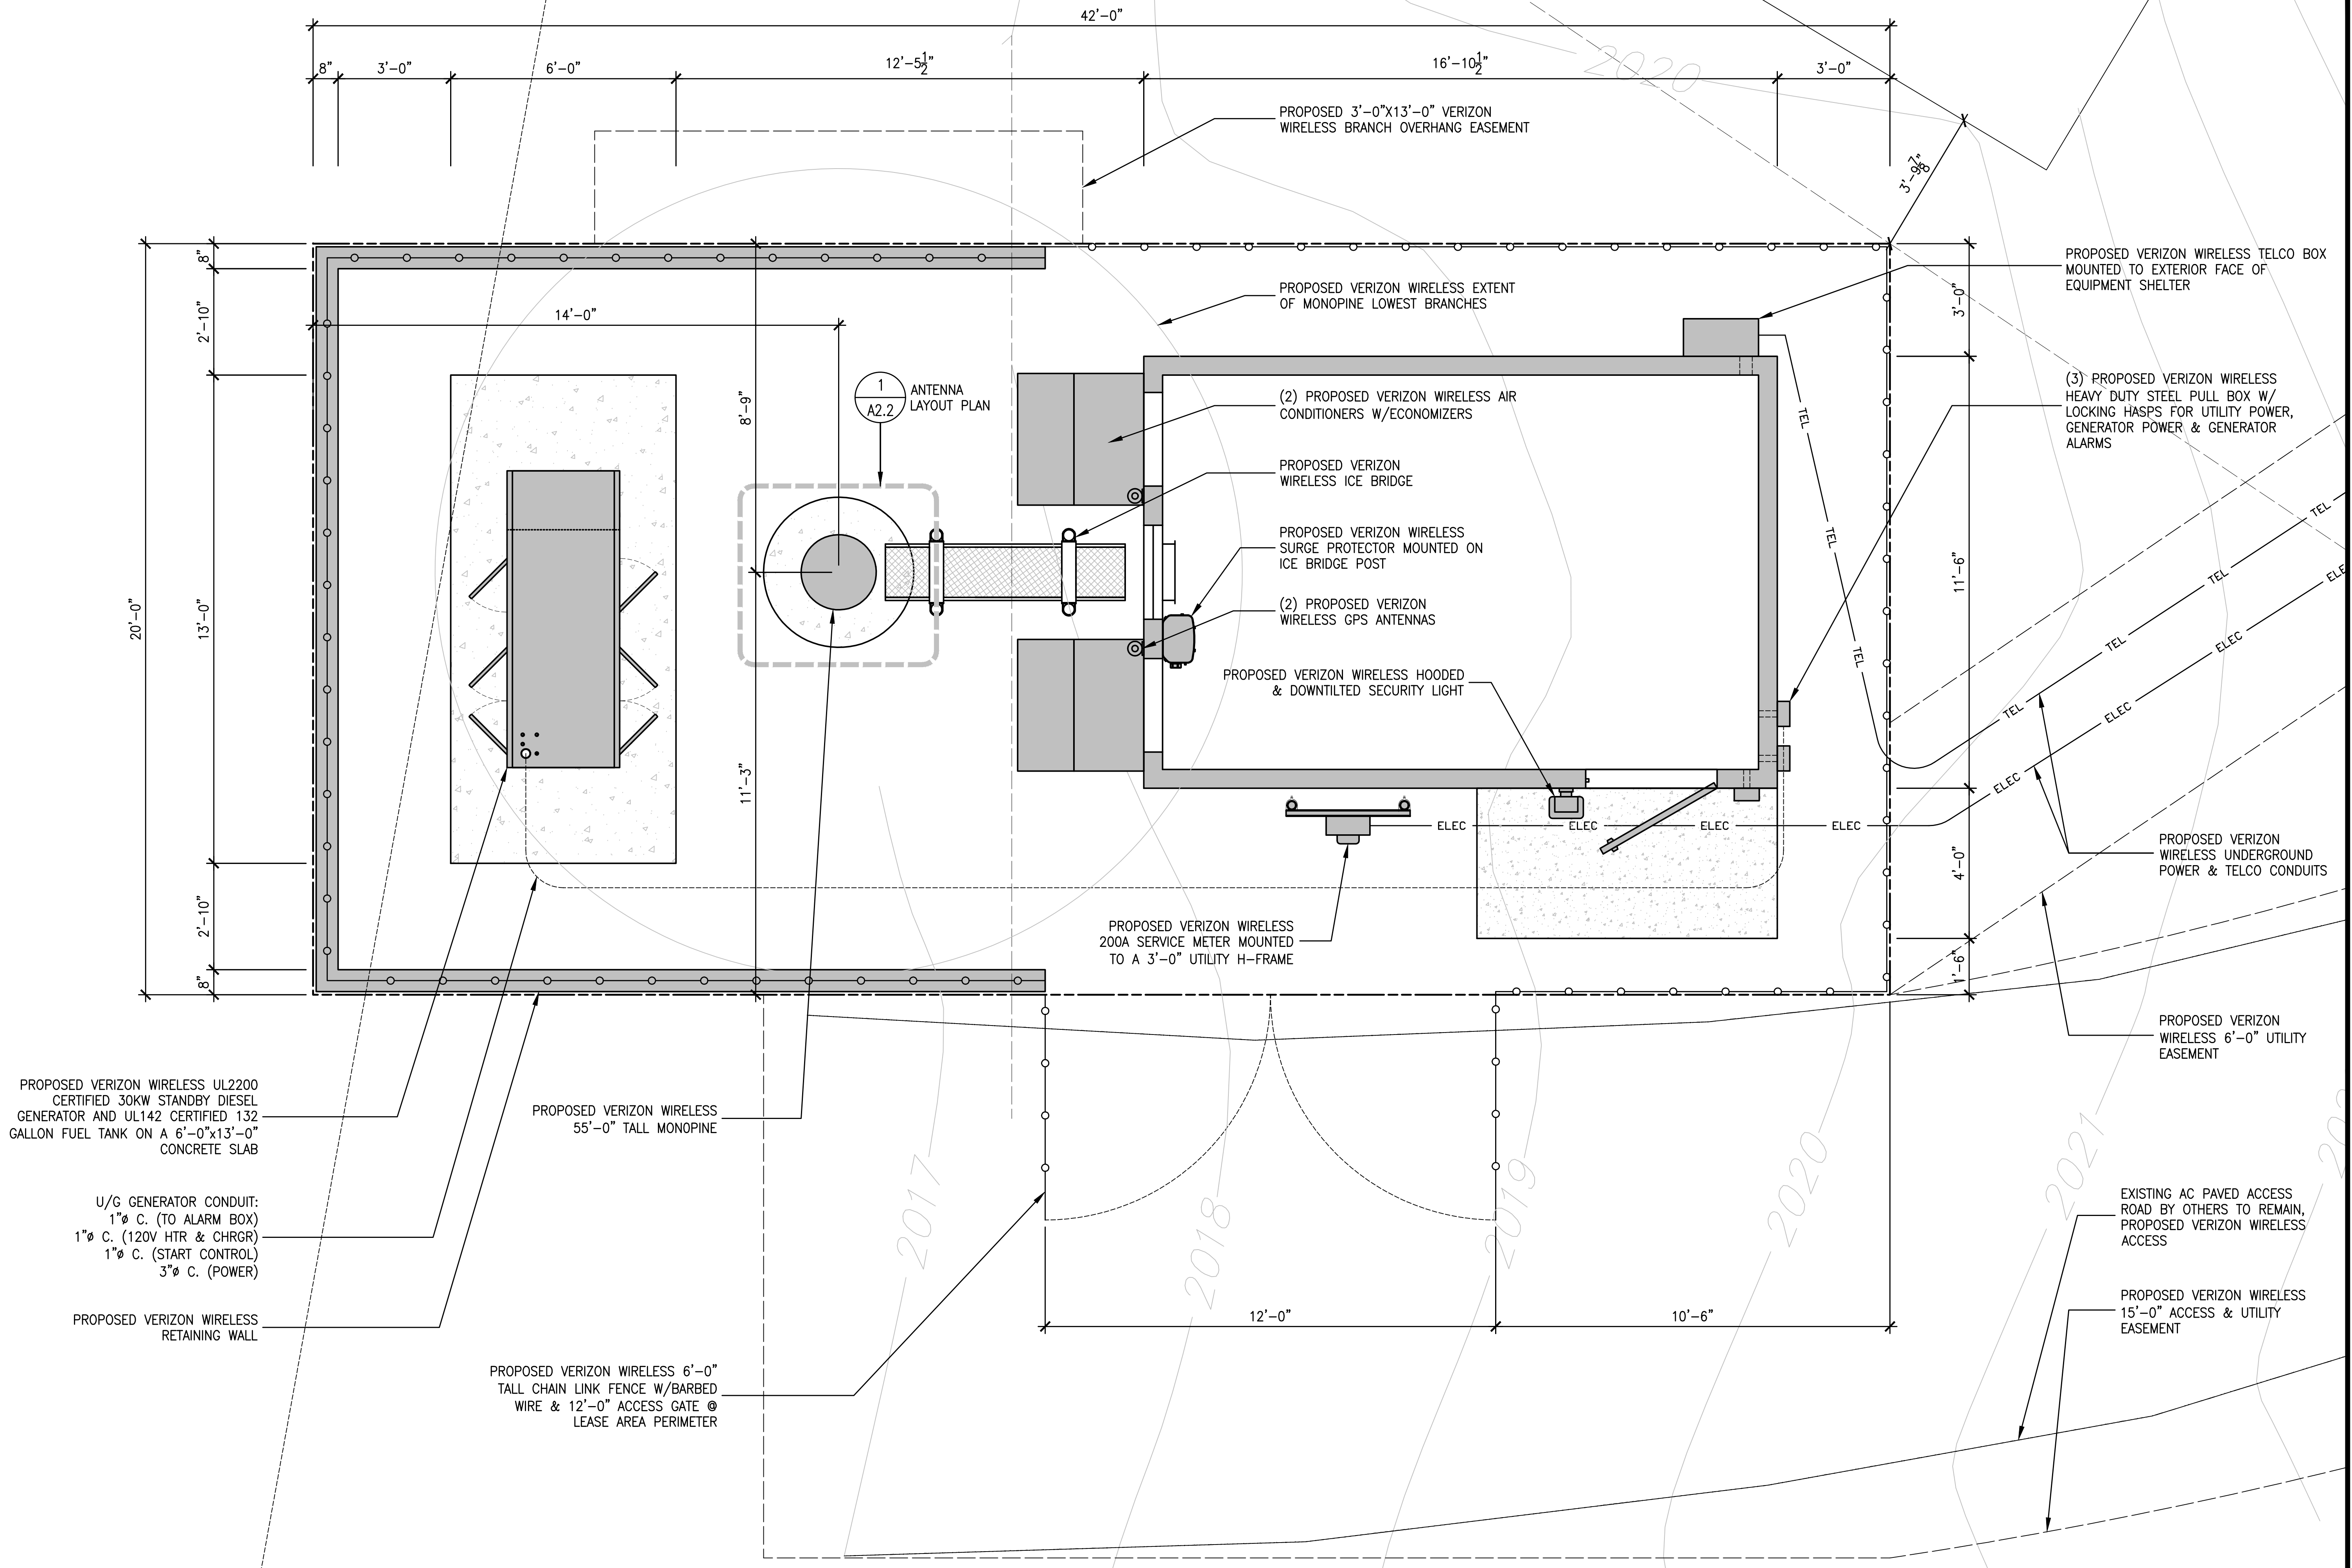 42'-0"
8"
3'-0"
6'-0"
12'-5½"
16'-10½"
3'-0"
2020
PROPOSED 3'-0"X13'-0" VERIZON
WIRELESS BRANCH OVERHANG EASEMENT
3'-9⅞"
8"
2'-10"
13'-0"
2'-10"
8"
20'-0"
14'-0"
8'-9"
11'-3"
1
A2.2
ANTENNA
LAYOUT PLAN
PROPOSED VERIZON WIRELESS EXTENT
OF MONOPINE LOWEST BRANCHES
(2) PROPOSED VERIZON WIRELESS AIR
CONDITIONERS W/ECONOMIZERS
PROPOSED VERIZON
WIRELESS ICE BRIDGE
PROPOSED VERIZON WIRELESS
SURGE PROTECTOR MOUNTED ON
ICE BRIDGE POST
(2) PROPOSED VERIZON
WIRELESS GPS ANTENNAS
PROPOSED VERIZON WIRELESS HOODED
& DOWNTILTED SECURITY LIGHT
PROPOSED VERIZON WIRELESS TELCO BOX
MOUNTED TO EXTERIOR FACE OF
EQUIPMENT SHELTER
(3) PROPOSED VERIZON WIRELESS
HEAVY DUTY STEEL PULL BOX W/
LOCKING HASPS FOR UTILITY POWER,
GENERATOR POWER & GENERATOR
ALARMS
3'-0"
11'-6"
4'-0"
1'-6"
TEL
TEL
TEL
TEL
TEL
TEL
TEL
ELEC
ELEC
ELEC
ELEC
ELEC
ELEC
ELEC
PROPOSED VERIZON
WIRELESS UNDERGROUND
POWER & TELCO CONDUITS
PROPOSED VERIZON WIRELESS
200A SERVICE METER MOUNTED
TO A 3'-0" UTILITY H-FRAME
PROPOSED VERIZON
WIRELESS 6'-0" UTILITY
EASEMENT
PROPOSED VERIZON WIRELESS UL2200
CERTIFIED 30KW STANDBY DIESEL
GENERATOR AND UL142 CERTIFIED 132
GALLON FUEL TANK ON A 6'-0"x13'-0"
CONCRETE SLAB
PROPOSED VERIZON WIRELESS
55'-0" TALL MONOPINE
U/G GENERATOR CONDUIT:
1"ø C. (TO ALARM BOX)
1"ø C. (120V HTR & CHRGR)
1"ø C. (START CONTROL)
3"ø C. (POWER)
PROPOSED VERIZON WIRELESS
RETAINING WALL
PROPOSED VERIZON WIRELESS 6'-0"
TALL CHAIN LINK FENCE W/BARBED
WIRE & 12'-0" ACCESS GATE @
LEASE AREA PERIMETER
2017
2018
2019
2020
2021
12'-0"
10'-6"
EXISTING AC PAVED ACCESS
ROAD BY OTHERS TO REMAIN,
PROPOSED VERIZON WIRELESS
ACCESS
PROPOSED VERIZON WIRELESS
15'-0" ACCESS & UTILITY
EASEMENT